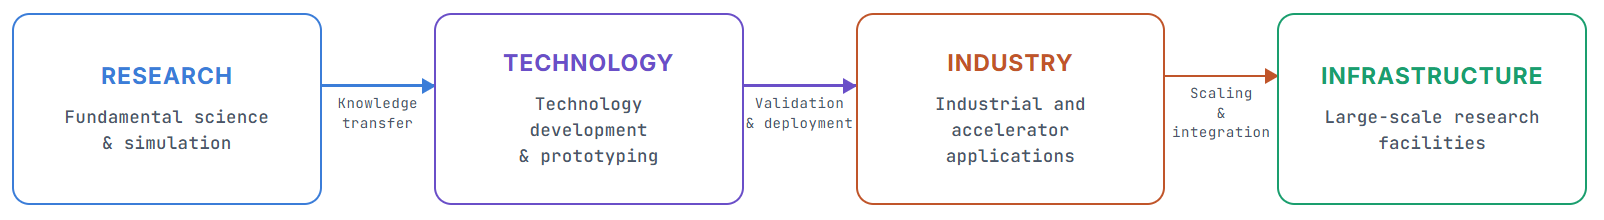 RESEARCH
Fundamental science
& simulation
Knowledge
transfer
TECHNOLOGY
Technology
development
& prototyping
Validation
& deployment
INDUSTRY
Industrial and
accelerator
applications
Scaling
&
integration
INFRASTRUCTURE
Large-scale research
facilities